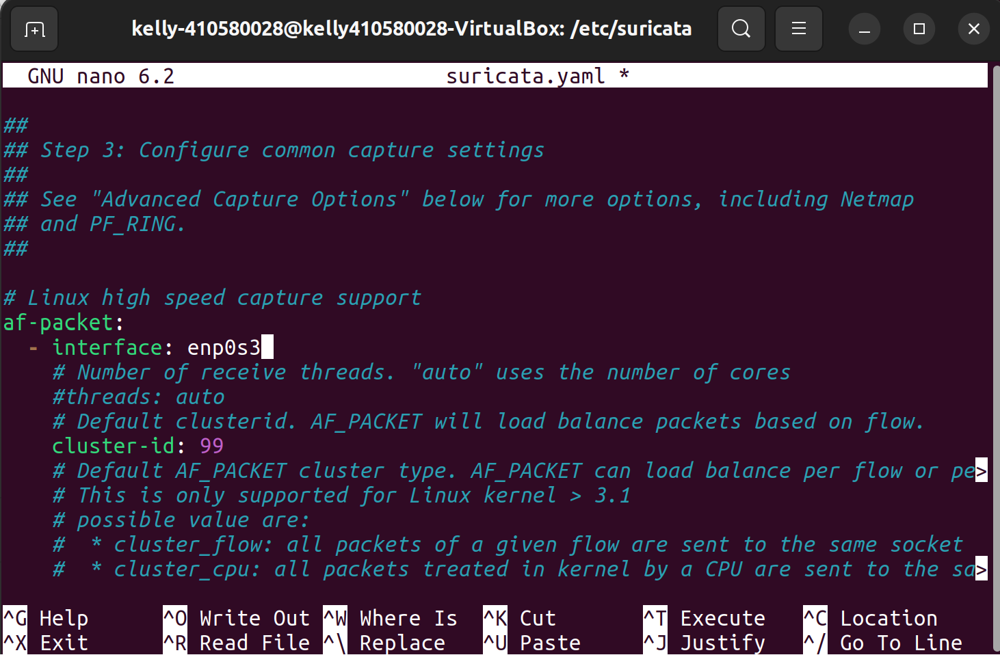 kelly-410580028@kelly410580028-VirtualBox: /etc/suricata
GNU nano 6.2 suricata.yaml *
##
## Step 3: Configure common capture settings
##
## See "Advanced Capture Options" below for more options, including Netmap
## and PF_RING.
##
# Linux high speed capture support
af-packet:
  - interface: enp0s3
    # Number of receive threads. "auto" uses the number of cores
    #threads: auto
    # Default clusterid. AF_PACKET will load balance packets based on flow.
    cluster-id: 99
    # Default AF_PACKET cluster type. AF_PACKET can load balance per flow or pe>
    # This is only supported for Linux kernel > 3.1
    # possible value are:
    #  * cluster_flow: all packets of a given flow are sent to the same socket
    #  * cluster_cpu: all packets treated in kernel by a CPU are sent to the sa>
^G Help ^O Write Out ^W Where Is ^K Cut ^T Execute ^C Location
^X Exit ^R Read File ^\ Replace ^U Paste ^J Justify ^/ Go To Line